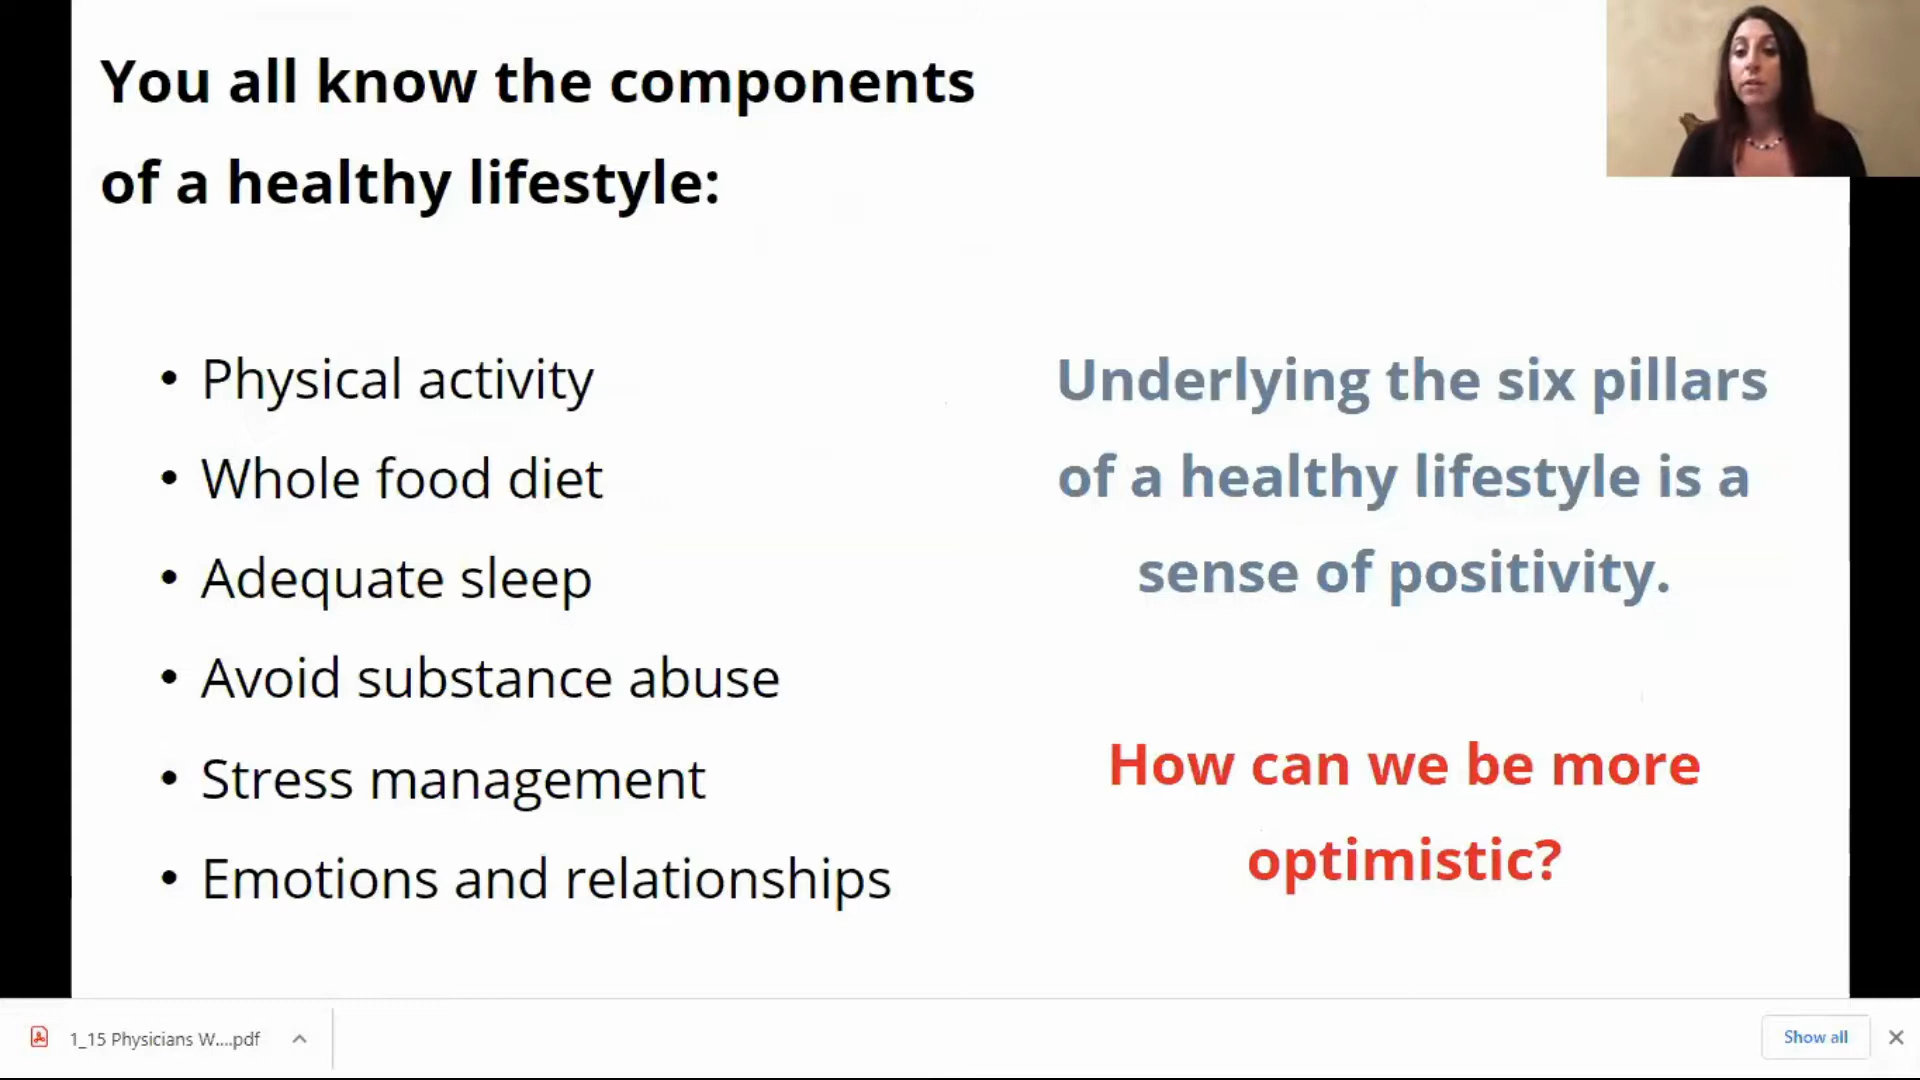 You all know the components
of a healthy lifestyle:
• Physical activity
• Whole food diet
• Adequate sleep
• Avoid substance abuse
• Stress management
• Emotions and relationships
Underlying the six pillars
of a healthy lifestyle is a
sense of positivity.
How can we be more
optimistic?
1_15 Physicians W....pdf
Show all